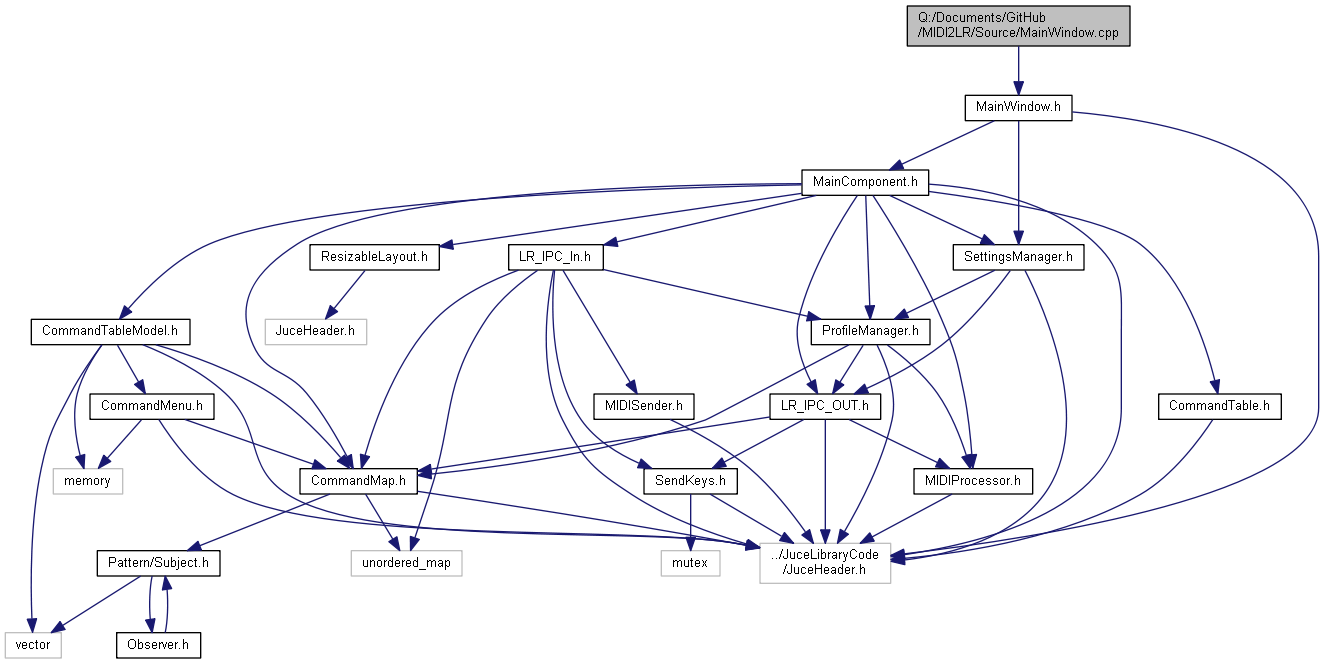 Q:/Documents/GitHub
/MIDI2LR/Source/MainWindow.cpp
MainWindow.h
MainComponent.h
ResizableLayout.h
LR_IPC_In.h
SettingsManager.h
CommandTableModel.h
JuceHeader.h
ProfileManager.h
CommandMenu.h
MIDISender.h
LR_IPC_OUT.h
CommandTable.h
memory
CommandMap.h
SendKeys.h
MIDIProcessor.h
Pattern/Subject.h
unordered_map
mutex
../JuceLibraryCode
/JuceHeader.h
vector
Observer.h